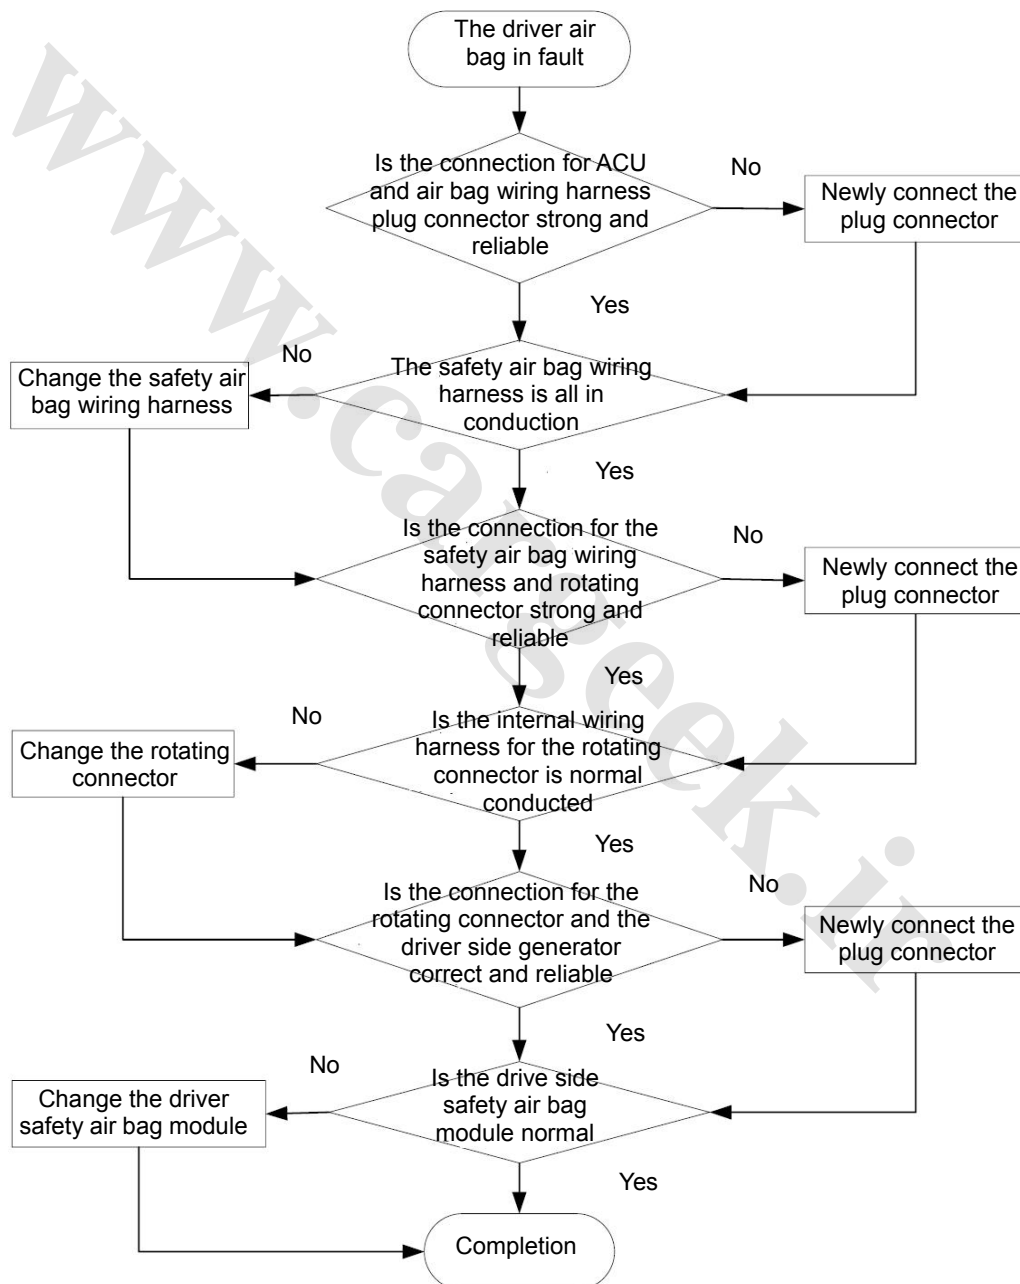 The driver air
bag in fault
Is the connection for ACU
and air bag wiring harness
plug connector strong and
reliable
No
Newly connect the
plug connector
Yes
The safety air bag wiring
harness is all in
conduction
No
Change the safety air
bag wiring harness
Yes
Is the connection for the
safety air bag wiring
harness and rotating
connector strong and
reliable
No
Newly connect the
plug connector
Yes
Is the internal wiring
harness for the rotating
connector is normal
conducted
No
Change the rotating
connector
Yes
Is the connection for the
rotating connector and the
driver side generator
correct and reliable
No
Newly connect the
plug connector
Yes
Is the drive side
safety air bag
module normal
No
Change the driver
safety air bag module
Yes
Completion
www.cargeek.ir